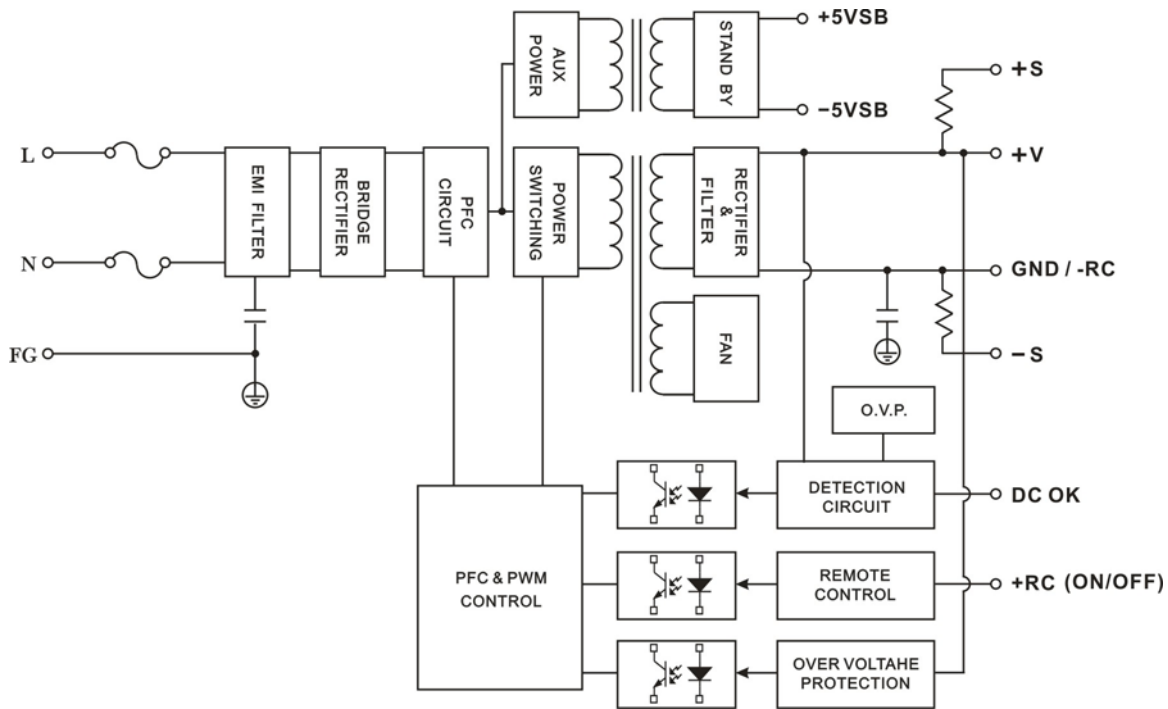 +5VSB
AUX
POWER
STAND BY
+S
−5VSB
L
+V
EMI FILTER
BRIDGE
RECTIFIER
PFC
CIRCUIT
POWER
SWITCHING
RECTIFIER
&
FILTER
N
GND / -RC
FAN
FG
−S
O.V.P.
DETECTION
CIRCUIT
DC OK
PFC & PWM
CONTROL
REMOTE
CONTROL
+RC (ON/OFF)
OVER VOLTAHE
PROTECTION